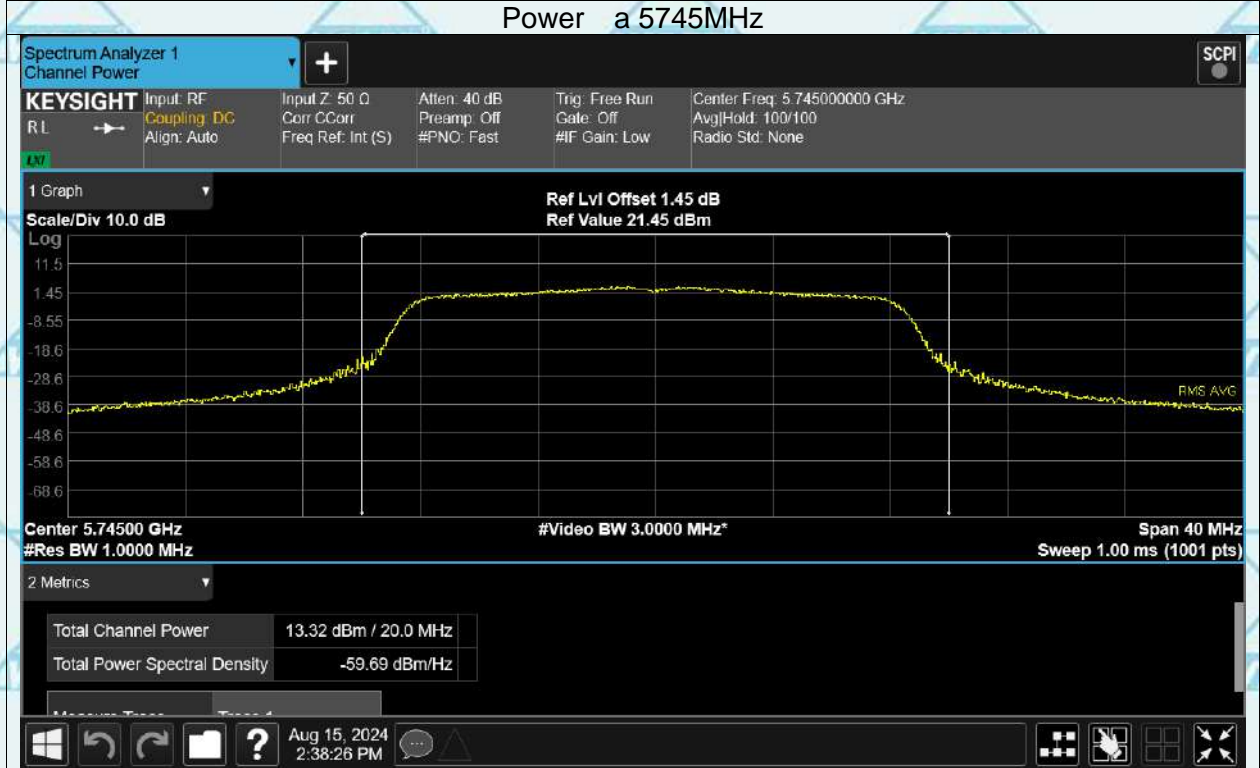 Power a 5745MHz
Spectrum Analyzer 1
Channel Power
SCPI
KEYSIGHT
RL
LXI
Input: RF
Coupling: DC
Align: Auto
Input Z: 50 Ω
Corr CCorr
Freq Ref: Int (S)
Atten: 40 dB
Preamp: Off
#PNO: Fast
Trig: Free Run
Gate: Off
#IF Gain: Low
Center Freq: 5.745000000 GHz
Avg|Hold: 100/100
Radio Std: None
1 Graph
Scale/Div 10.0 dB
Ref Lvl Offset 1.45 dB
Ref Value 21.45 dBm
Log
11.5
1.45
-8.55
-18.6
-28.6
-38.6
-48.6
-58.6
-68.6
RMS AVG
Center 5.74500 GHz
#Res BW 1.0000 MHz
#Video BW 3.0000 MHz*
Span 40 MHz
Sweep 1.00 ms (1001 pts)
2 Metrics
Total Channel Power 13.32 dBm / 20.0 MHz
Total Power Spectral Density -59.69 dBm/Hz
Aug 15, 2024
2:38:26 PM